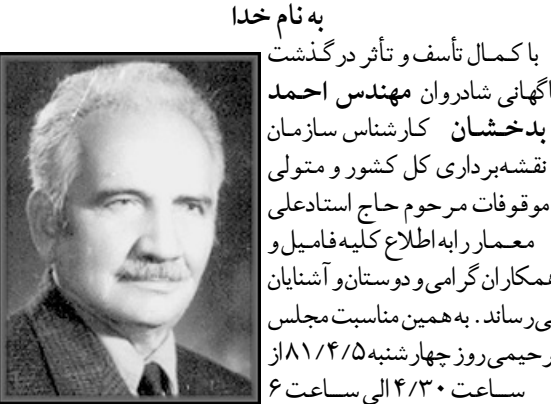 به نام خدا
با کمال تأسف و تأثر درگذشت
ناگهانی شادروان مهندس احمد
بدخشان کارشناس سازمان
نقشه‌برداری کل کشور و متولی
موقوفات مرحوم حاج استادعلی
معمار را به اطلاع کلیه فامیل و
همکاران گرامی و دوستان و آشنایان
می‌رساند. به همین مناسبت مجلس
ترحیمی روز چهارشنبه ۸۱/۴/۵ از
ساعت ۴/۳۰ الی ساعت ۶